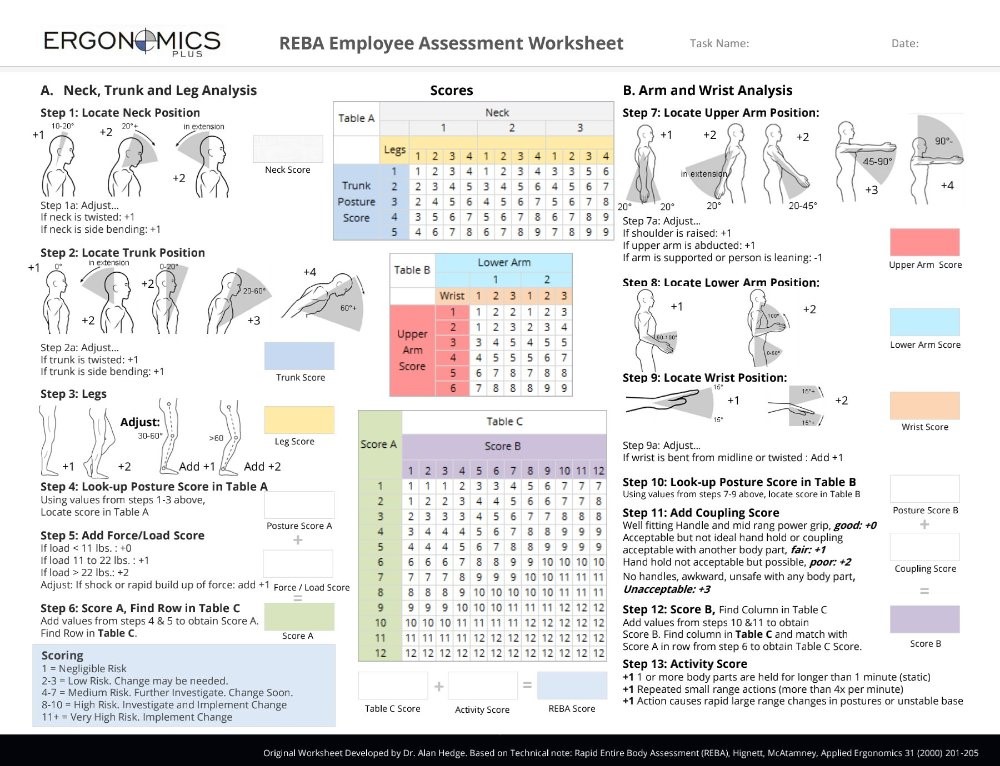 ERGONOMICS
PLUS
REBA Employee Assessment Worksheet
Task Name:
Date:
A. Neck, Trunk and Leg Analysis
Step 1: Locate Neck Position
+1
10-20°
+2
20°+
in extension
+2
Neck Score
Step 1a: Adjust...
If neck is twisted: +1
If neck is side bending: +1
Step 2: Locate Trunk Position
+1
0°
in extension
+2
0-20°
+2
20-60°
+3
+4
60°+
Step 2a: Adjust...
If trunk is twisted: +1
If trunk is side bending: +1
Trunk Score
Step 3: Legs
Adjust:
30-60°
>60
+1
+2
Add +1
Add +2
Leg Score
Step 4: Look-up Posture Score in Table A
Using values from steps 1-3 above,
Locate score in Table A
Posture Score A
+
Step 5: Add Force/Load Score
If load < 11 lbs. : +0
If load 11 to 22 lbs. : +1
If load > 22 lbs.: +2
Adjust: If shock or rapid build up of force: add +1
Force / Load Score
=
Step 6: Score A, Find Row in Table C
Add values from steps 4 & 5 to obtain Score A.
Find Row in Table C.
Score A
Scoring
1 = Negligible Risk
2-3 = Low Risk. Change may be needed.
4-7 = Medium Risk. Further Investigate. Change Soon.
8-10 = High Risk. Investigate and Implement Change
11+ = Very High Risk. Implement Change
Scores
Table A
Neck
1 2 3
Legs
1 2 3 4 1 2 3 4 1 2 3 4
Trunk Posture Score
1 1 2 3 4 1 2 3 4 3 3 5 6
2 2 3 4 5 3 4 5 6 4 5 6 7
3 2 4 5 6 4 5 6 7 5 6 7 8
4 3 5 6 7 5 6 7 8 6 7 8 9
5 4 6 7 8 6 7 8 9 7 8 9 9
Table B
Lower Arm
1 2
Wrist 1 2 3 1 2 3
Upper Arm Score
1 1 2 2 1 2 3
2 1 2 3 2 3 4
3 3 4 5 4 5 5
4 4 5 5 5 6 7
5 6 7 8 7 8 8
6 7 8 8 8 9 9
Table C
Score A
Score B
1 2 3 4 5 6 7 8 9 10 11 12
1 1 1 1 2 3 3 4 5 6 7 7 7
2 1 2 2 3 4 4 5 6 6 7 7 8
3 2 3 3 3 4 5 6 7 7 8 8 8
4 3 4 4 4 5 6 7 8 8 9 9 9
5 4 4 4 5 6 7 8 8 9 9 9 9
6 6 6 6 7 8 8 9 9 10 10 10 10
7 7 7 7 8 9 9 9 10 10 11 11 11
8 8 8 8 9 10 10 10 10 10 11 11 11
9 9 9 9 10 10 10 11 11 11 12 12 12
10 10 10 10 11 11 11 11 12 12 12 12 12
11 11 11 11 11 12 12 12 12 12 12 12 12
12 12 12 12 12 12 12 12 12 12 12 12 12
+
=
Table C Score
Activity Score
REBA Score
B. Arm and Wrist Analysis
Step 7: Locate Upper Arm Position:
+1
20°
20°
+2
in extension
20°
+2
20-45°
45-90°
+3
90°-
+4
Step 7a: Adjust...
If shoulder is raised: +1
If upper arm is abducted: +1
If arm is supported or person is leaning: -1
Upper Arm Score
Step 8: Locate Lower Arm Position:
+1
+2
100°
0-60°
Lower Arm Score
Step 9: Locate Wrist Position:
15°
+1
15°
15°+
+2
15°+
Wrist Score
Step 9a: Adjust...
If wrist is bent from midline or twisted : Add +1
Step 10: Look-up Posture Score in Table B
Using values from steps 7-9 above, locate score in Table B
Posture Score B
+
Step 11: Add Coupling Score
Well fitting Handle and mid rang power grip, good: +0
Acceptable but not ideal hand hold or coupling
acceptable with another body part, fair: +1
Hand hold not acceptable but possible, poor: +2
No handles, awkward, unsafe with any body part,
Unacceptable: +3
Coupling Score
=
Step 12: Score B, Find Column in Table C
Add values from steps 10 &11 to obtain
Score B. Find column in Table C and match with
Score A in row from step 6 to obtain Table C Score.
Score B
Step 13: Activity Score
+1 1 or more body parts are held for longer than 1 minute (static)
+1 Repeated small range actions (more than 4x per minute)
+1 Action causes rapid large range changes in postures or unstable base
Original Worksheet Developed by Dr. Alan Hedge. Based on Technical note: Rapid Entire Body Assessment (REBA), Hignett, McAtamney, Applied Ergonomics 31 (2000) 201-205